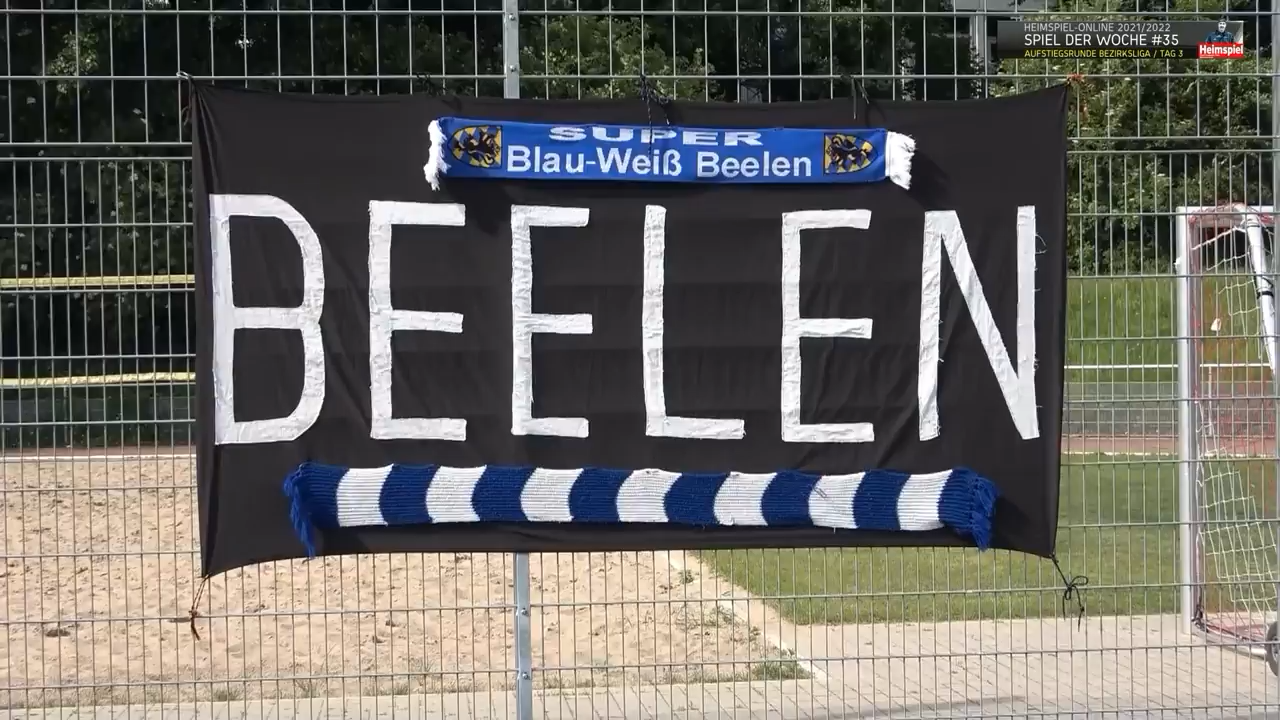 HEIMSPIEL-ONLINE 2021/2022
SPIEL DER WOCHE #35
AUFSTIEGSRUNDE BEZIRKSLIGA / TAG 3
Heimspiel
SUPER
Blau-Weiß Beelen
BEELEN